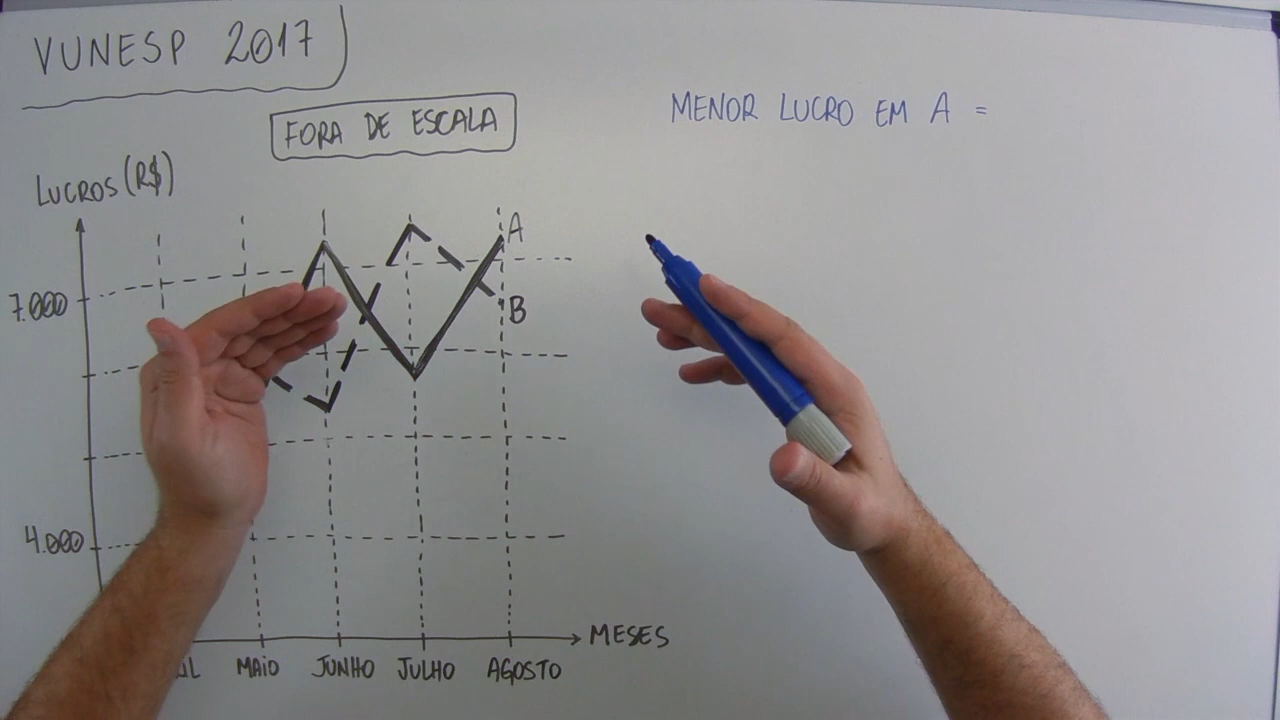 VUNESP 2017
FORA DE ESCALA
MENOR LUCRO EM A =
LUCROS (R$)
A
7.000
B
4.000
MESES
MAIO JUNHO JULHO AGOSTO